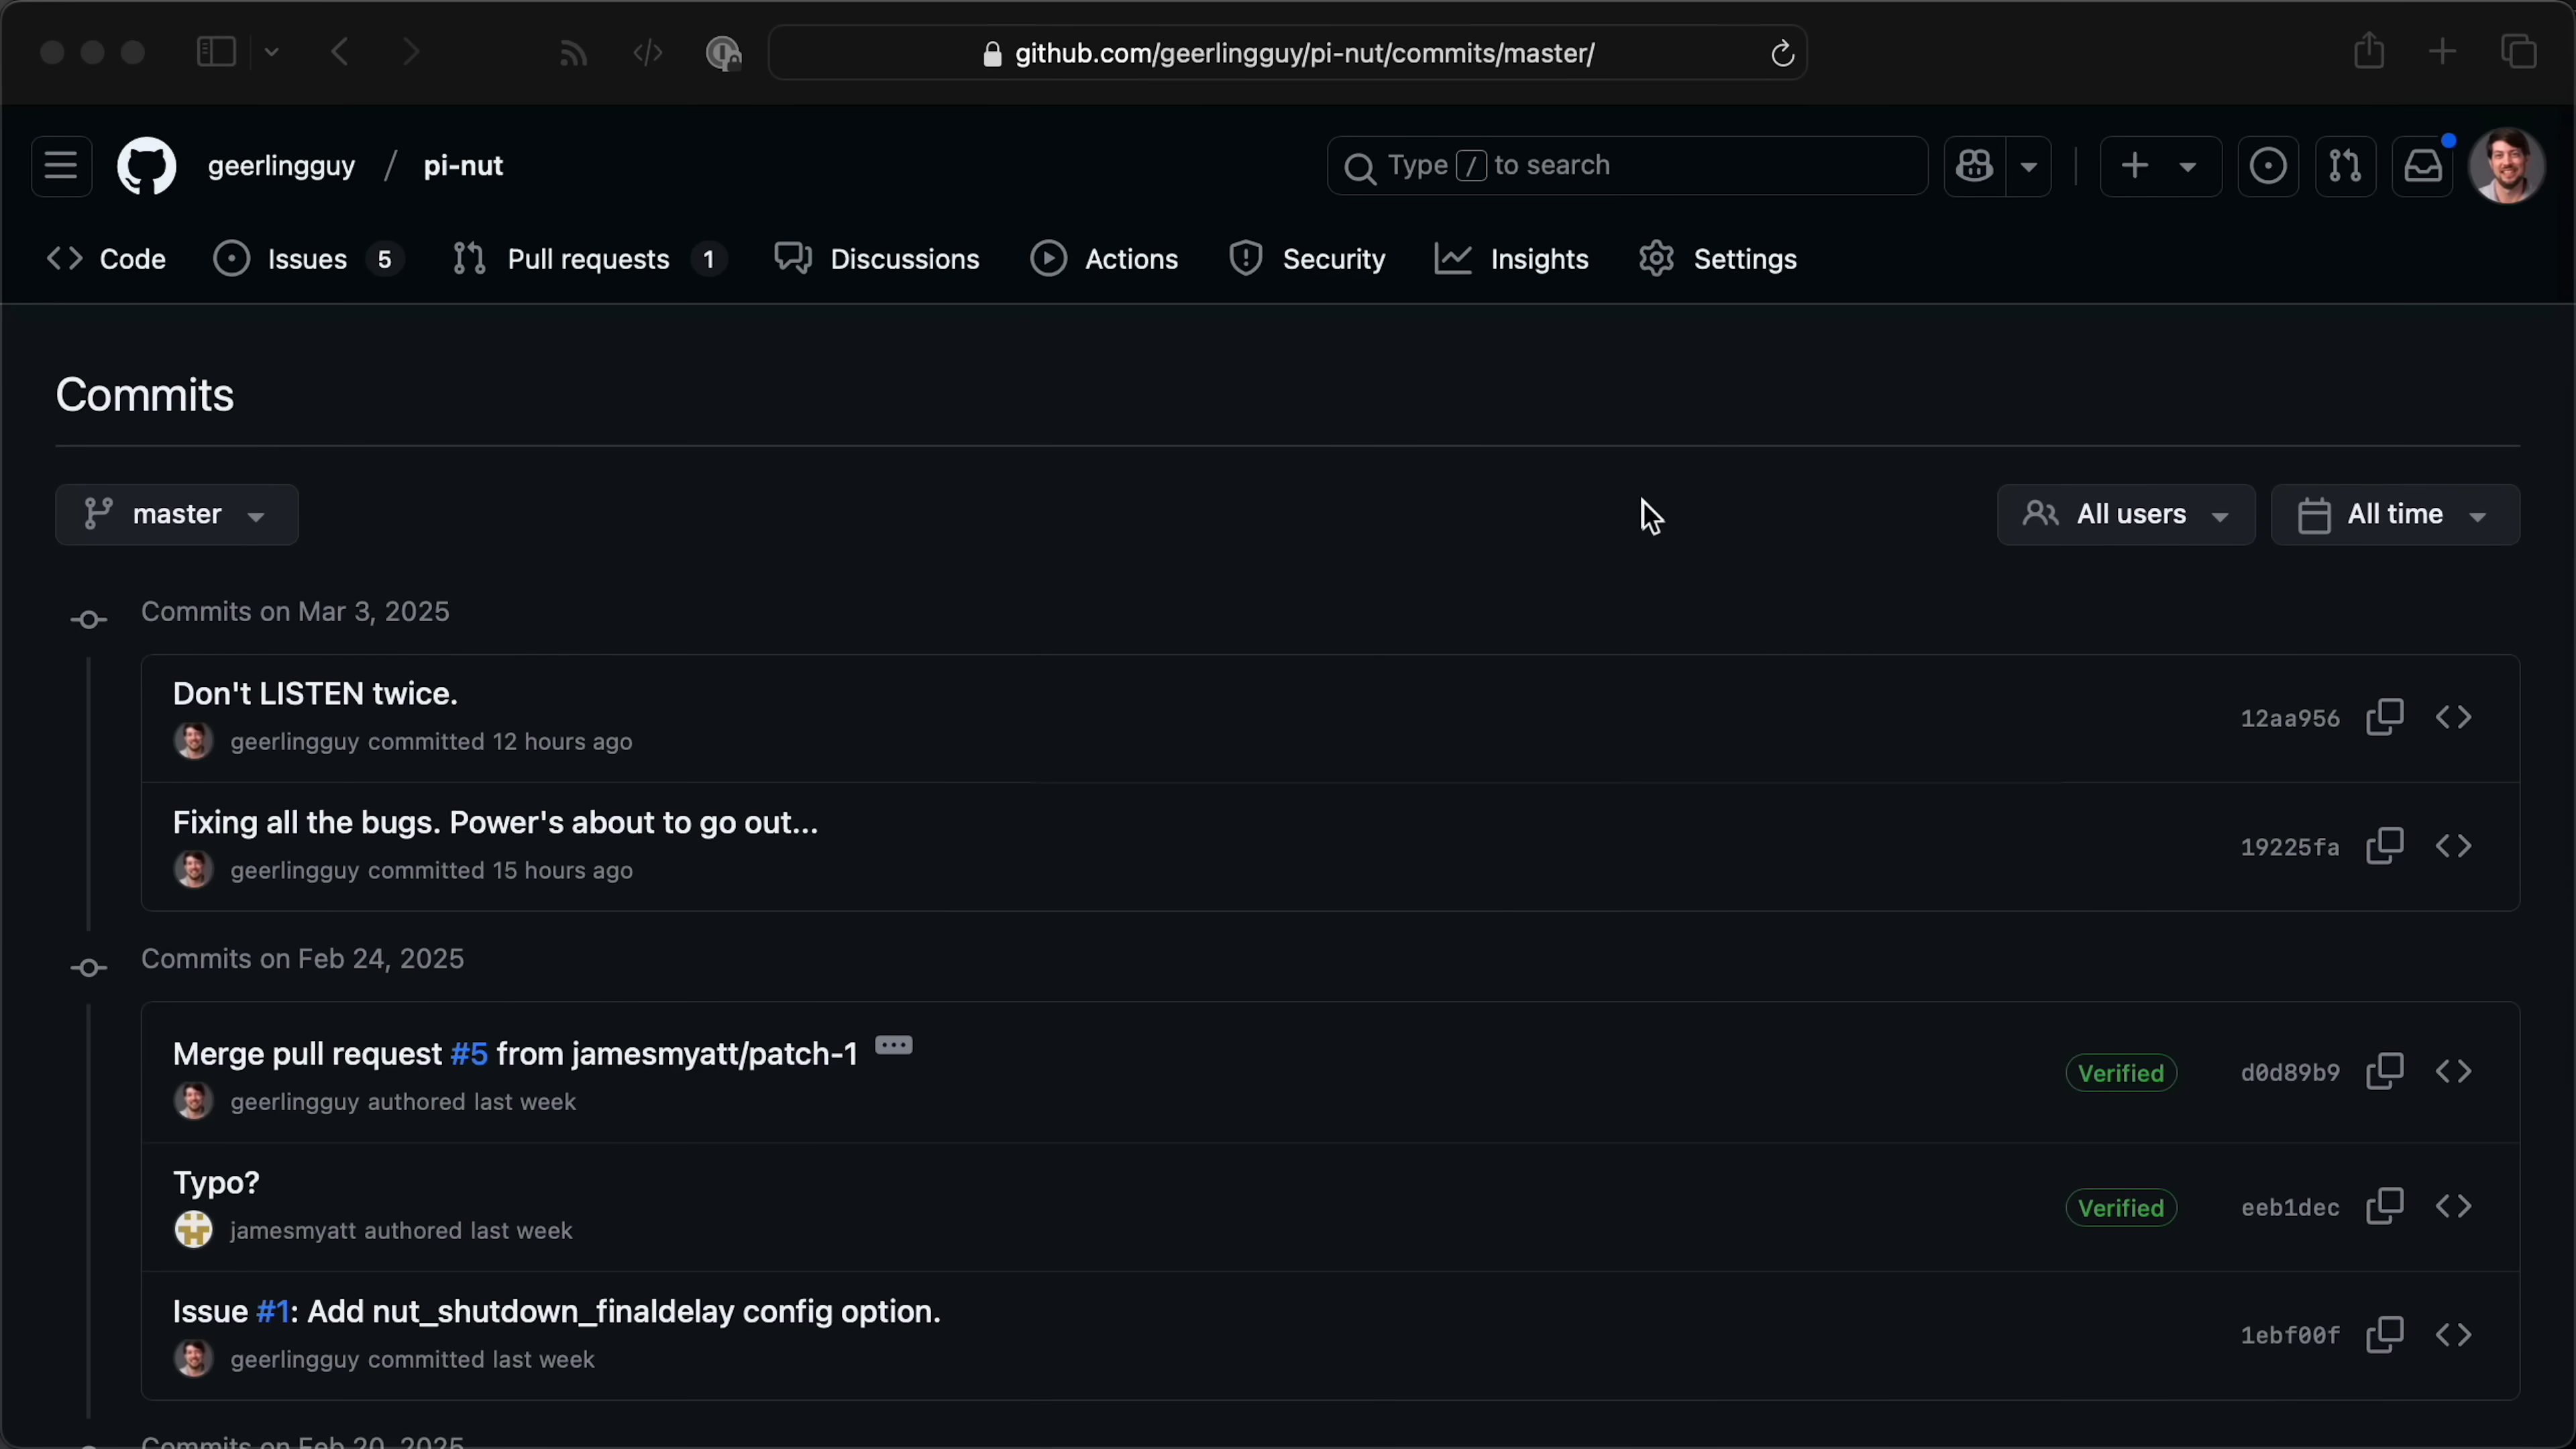 github.com/geerlingguy/pi-nut/commits/master/
geerlingguy / pi-nut
Type / to search
Code Issues 5 Pull requests 1 Discussions Actions Security Insights Settings
Commits
master All users All time
Commits on Mar 3, 2025
Don't LISTEN twice.
geerlingguy committed 12 hours ago
12aa956
Fixing all the bugs. Power's about to go out...
geerlingguy committed 15 hours ago
19225fa
Commits on Feb 24, 2025
Merge pull request #5 from jamesmyatt/patch-1
geerlingguy authored last week
Verified d0d89b9
Typo?
jamesmyatt authored last week
Verified eeb1dec
Issue #1: Add nut_shutdown_finaldelay config option.
geerlingguy committed last week
1ebf00f
Commits on Feb 20, 2025